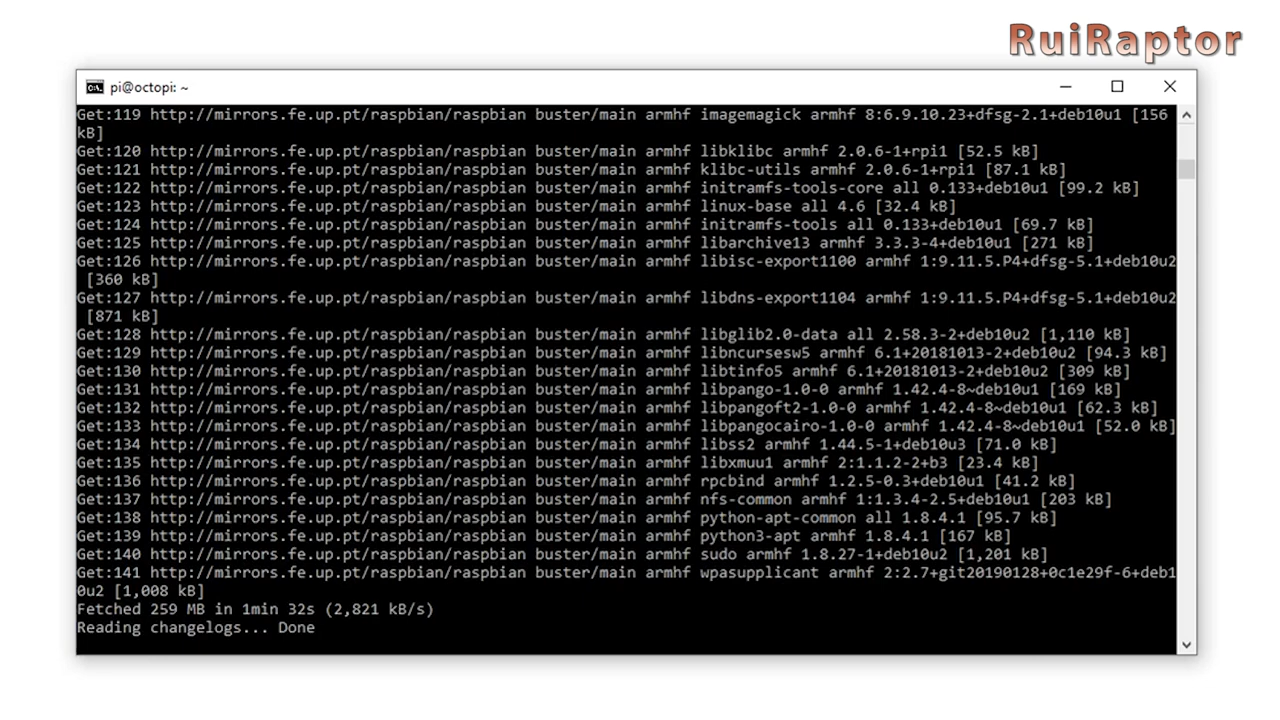 RuiRaptor
pi@octopi: ~
Get:119 http://mirrors.fe.up.pt/raspbian/raspbian buster/main armhf imagemagick armhf 8:6.9.10.23+dfsg-2.1+deb10u1 [156
kB]
Get:120 http://mirrors.fe.up.pt/raspbian/raspbian buster/main armhf libklibc armhf 2.0.6-1+rpi1 [52.5 kB]
Get:121 http://mirrors.fe.up.pt/raspbian/raspbian buster/main armhf klibc-utils armhf 2.0.6-1+rpi1 [87.1 kB]
Get:122 http://mirrors.fe.up.pt/raspbian/raspbian buster/main armhf initramfs-tools-core all 0.133+deb10u1 [99.2 kB]
Get:123 http://mirrors.fe.up.pt/raspbian/raspbian buster/main armhf linux-base all 4.6 [32.4 kB]
Get:124 http://mirrors.fe.up.pt/raspbian/raspbian buster/main armhf initramfs-tools all 0.133+deb10u1 [69.7 kB]
Get:125 http://mirrors.fe.up.pt/raspbian/raspbian buster/main armhf libarchive13 armhf 3.3.3-4+deb10u1 [271 kB]
Get:126 http://mirrors.fe.up.pt/raspbian/raspbian buster/main armhf libisc-export1100 armhf 1:9.11.5.P4+dfsg-5.1+deb10u2
[360 kB]
Get:127 http://mirrors.fe.up.pt/raspbian/raspbian buster/main armhf libdns-export1104 armhf 1:9.11.5.P4+dfsg-5.1+deb10u2
[871 kB]
Get:128 http://mirrors.fe.up.pt/raspbian/raspbian buster/main armhf libglib2.0-data all 2.58.3-2+deb10u2 [1,110 kB]
Get:129 http://mirrors.fe.up.pt/raspbian/raspbian buster/main armhf libncursesw5 armhf 6.1+20181013-2+deb10u2 [94.3 kB]
Get:130 http://mirrors.fe.up.pt/raspbian/raspbian buster/main armhf libtinfo5 armhf 6.1+20181013-2+deb10u2 [309 kB]
Get:131 http://mirrors.fe.up.pt/raspbian/raspbian buster/main armhf libpango-1.0-0 armhf 1.42.4-8~deb10u1 [169 kB]
Get:132 http://mirrors.fe.up.pt/raspbian/raspbian buster/main armhf libpangoft2-1.0-0 armhf 1.42.4-8~deb10u1 [62.3 kB]
Get:133 http://mirrors.fe.up.pt/raspbian/raspbian buster/main armhf libpangocairo-1.0-0 armhf 1.42.4-8~deb10u1 [52.0 kB]
Get:134 http://mirrors.fe.up.pt/raspbian/raspbian buster/main armhf libss2 armhf 1.44.5-1+deb10u3 [71.0 kB]
Get:135 http://mirrors.fe.up.pt/raspbian/raspbian buster/main armhf libxmuu1 armhf 2:1.1.2-2+b3 [23.4 kB]
Get:136 http://mirrors.fe.up.pt/raspbian/raspbian buster/main armhf rpcbind armhf 1.2.5-0.3+deb10u1 [41.2 kB]
Get:137 http://mirrors.fe.up.pt/raspbian/raspbian buster/main armhf nfs-common armhf 1:1.3.4-2.5+deb10u1 [203 kB]
Get:138 http://mirrors.fe.up.pt/raspbian/raspbian buster/main armhf python-apt-common all 1.8.4.1 [95.7 kB]
Get:139 http://mirrors.fe.up.pt/raspbian/raspbian buster/main armhf python3-apt armhf 1.8.4.1 [167 kB]
Get:140 http://mirrors.fe.up.pt/raspbian/raspbian buster/main armhf sudo armhf 1.8.27-1+deb10u2 [1,201 kB]
Get:141 http://mirrors.fe.up.pt/raspbian/raspbian buster/main armhf wpasupplicant armhf 2:2.7+git20190128+0c1e29f-6+deb1
0u2 [1,008 kB]
Fetched 259 MB in 1min 32s (2,821 kB/s)
Reading changelogs... Done